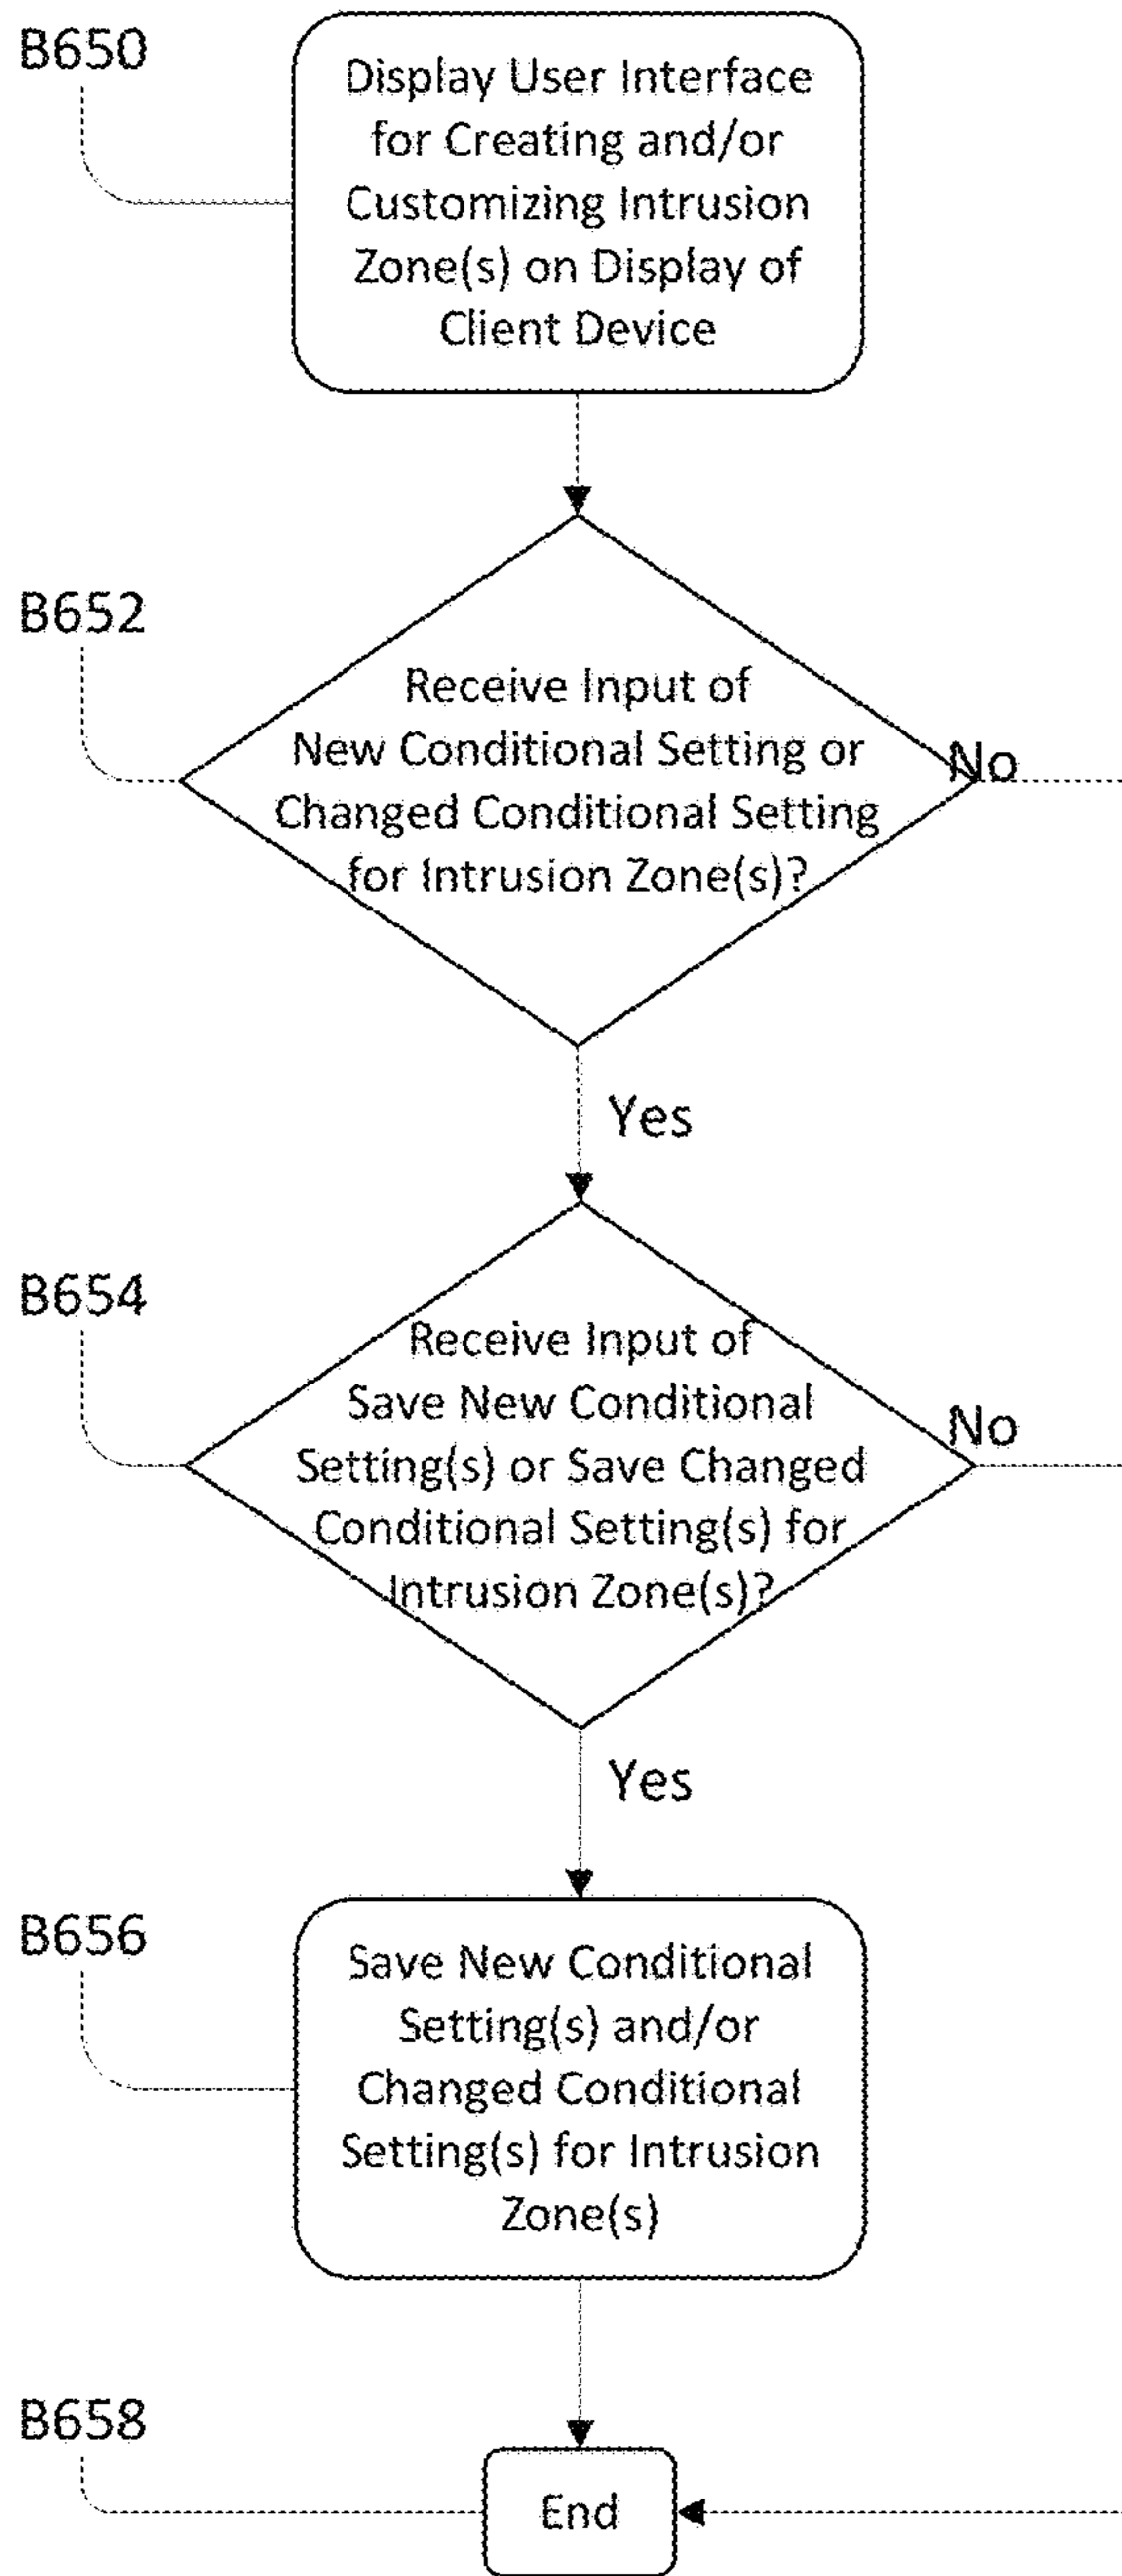 B650
Display User Interface
for Creating and/or
Customizing Intrusion
Zone(s) on Display of
Client Device
B652
Receive Input of
New Conditional Setting or
Changed Conditional Setting
for Intrusion Zone(s)?
No
Yes
B654
Receive Input of
Save New Conditional
Setting(s) or Save Changed
Conditional Setting(s) for
Intrusion Zone(s)?
No
Yes
B656
Save New Conditional
Setting(s) and/or
Changed Conditional
Setting(s) for Intrusion
Zone(s)
B658
End